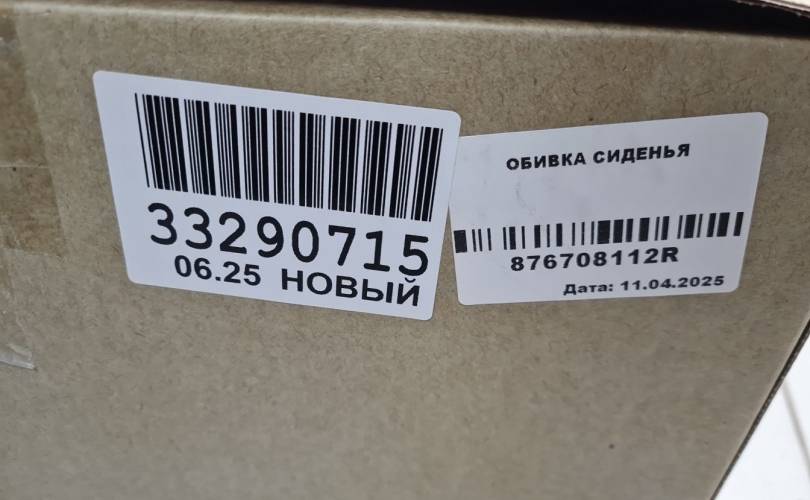 33290715
06.25 НОВЫЙ
ОБИВКА СИДЕНЬЯ
876708112R
Дата: 11.04.2025